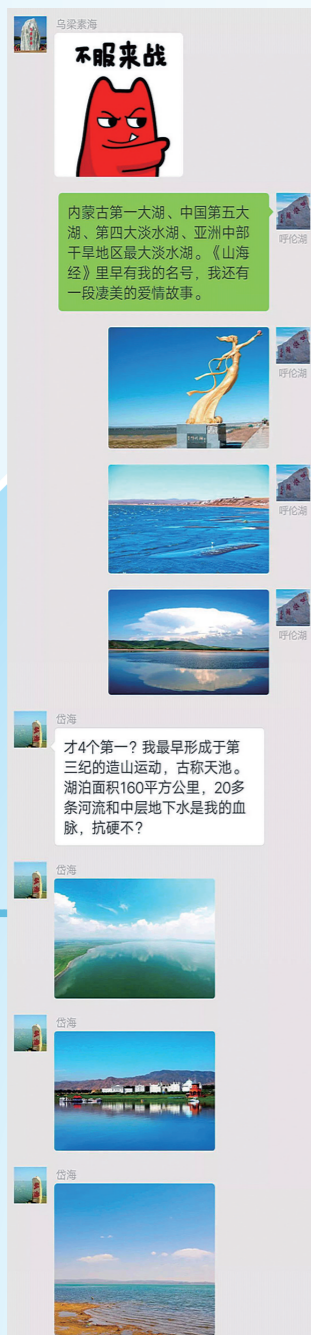 乌梁素海
不服来战
内蒙古第一大湖、中国第五大
湖、第四大淡水湖、亚洲中部
干旱地区最大淡水湖。《山海
经》里早有我的名号，我还有
一段凄美的爱情故事。
呼伦湖
呼伦湖
呼伦湖
呼伦湖
岱海
才4个第一？我最早形成于第
三纪的造山运动，古称天池。
湖泊面积160平方公里，20多
条河流和中层地下水是我的血
脉，抗硬不？
岱海
岱海
岱海